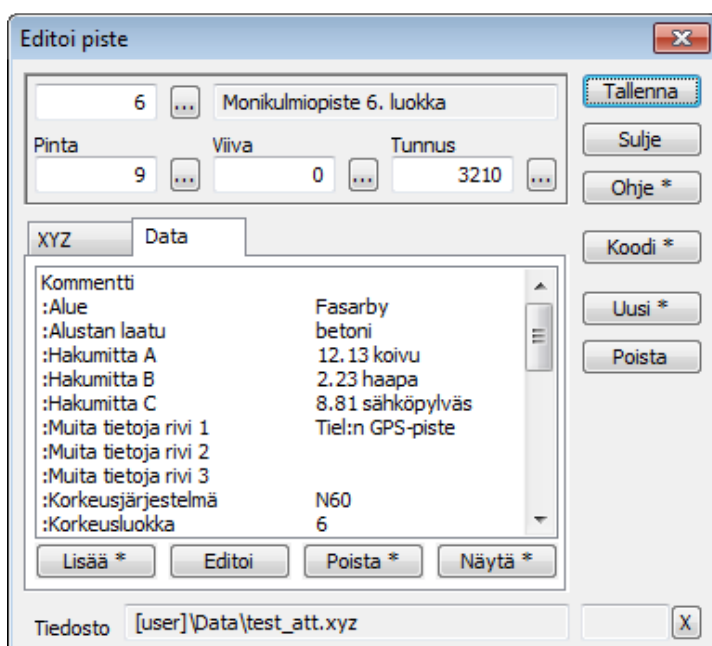 Editoi piste
6 ... Monikulmiopiste 6. luokka
Pinta Viiva Tunnus
9 ... 0 ... 3210 ...
Tallenna
Sulje
Ohje *
Koodi *
Uusi *
Poista
XYZ Data
Kommentti
:Alue Fasarby
:Alustan laatu betoni
:Hakumitta A 12.13 koivu
:Hakumitta B 2.23 haapa
:Hakumitta C 8.81 sähköpylväs
:Muita tietoja rivi 1 Tiel:n GPS-piste
:Muita tietoja rivi 2
:Muita tietoja rivi 3
:Korkeusjärjestelmä N60
:Korkeusluokka 6
Lisää * Editoi Poista * Näytä *
Tiedosto [user]\Data\test_att.xyz X